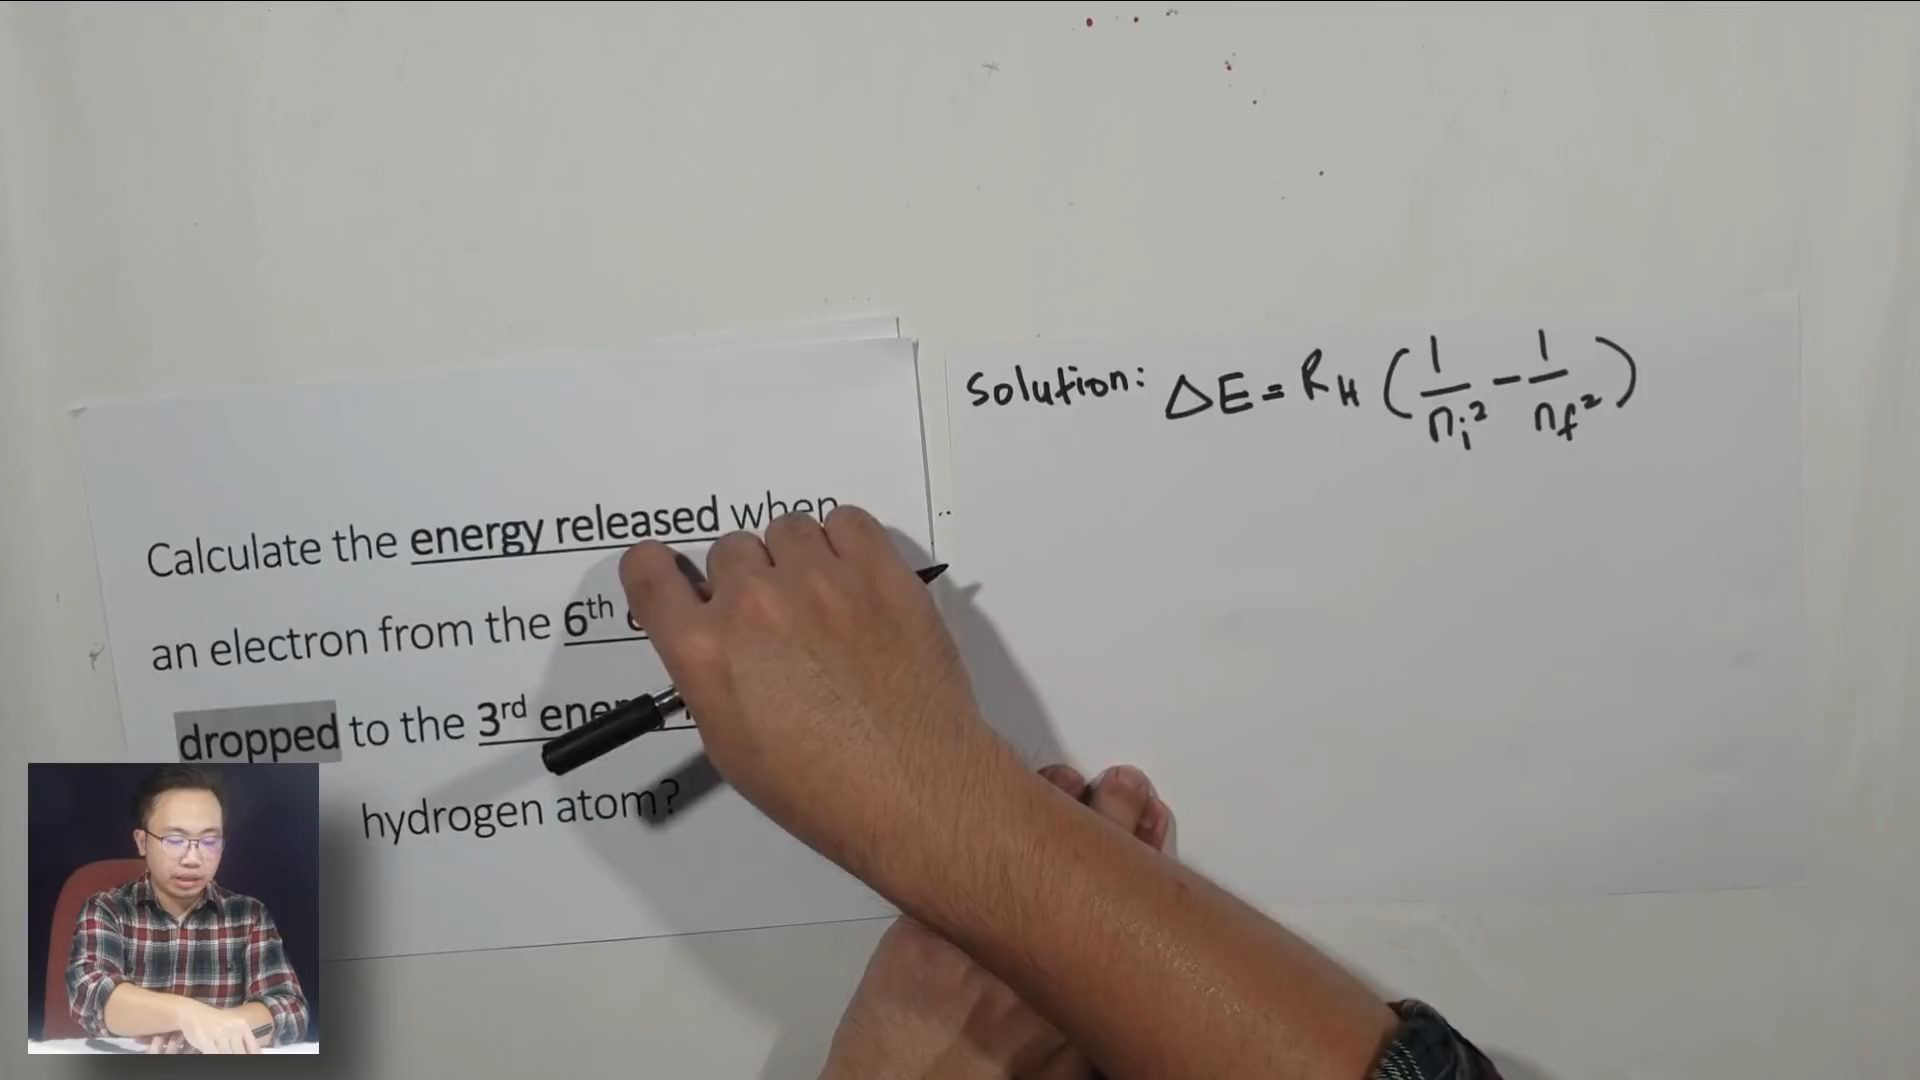 Solution: ΔE = RH (1/ni² - 1/nf²)
Calculate the energy released when
an electron from the 6th
dropped to the 3rd
hydrogen atom?